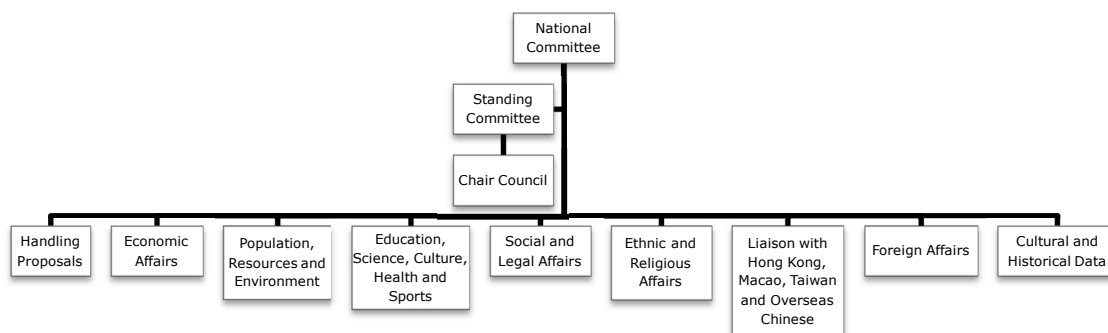 National
Committee
Standing
Committee
Chair Council
Handling
Proposals
Economic
Affairs
Population,
Resources and
Environment
Education,
Science, Culture,
Health and
Sports
Social and
Legal Affairs
Ethnic and
Religious
Affairs
Liaison with
Hong Kong,
Macao, Taiwan
and Overseas
Chinese
Foreign Affairs
Cultural and
Historical Data